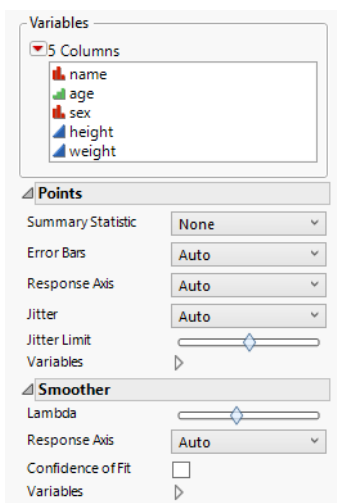 Variables
5 Columns
name
age
sex
height
weight
Points
Summary Statistic None
Error Bars Auto
Response Axis Auto
Jitter Auto
Jitter Limit
Variables
Smoother
Lambda
Response Axis Auto
Confidence of Fit
Variables